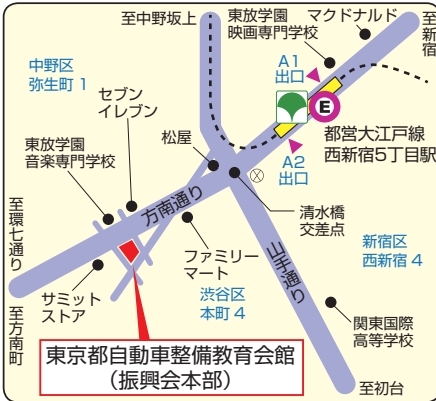 至中野坂上
東放学園
映画専門学校
マクドナルド
至新宿
中野区
弥生町 1
A1
出口
E
セブン
イレブン
都営大江戸線
西新宿5丁目駅
松屋
東放学園
音楽専門学校
A2
出口
方南通り
清水橋
交差点
至環七通り
ファミリー
マート
山手通り
新宿区
西新宿 4
サミット
ストア
渋谷区
本町 4
至方南町
関東国際
高等学校
東京都自動車整備教育会館
（振興会本部）
至初台